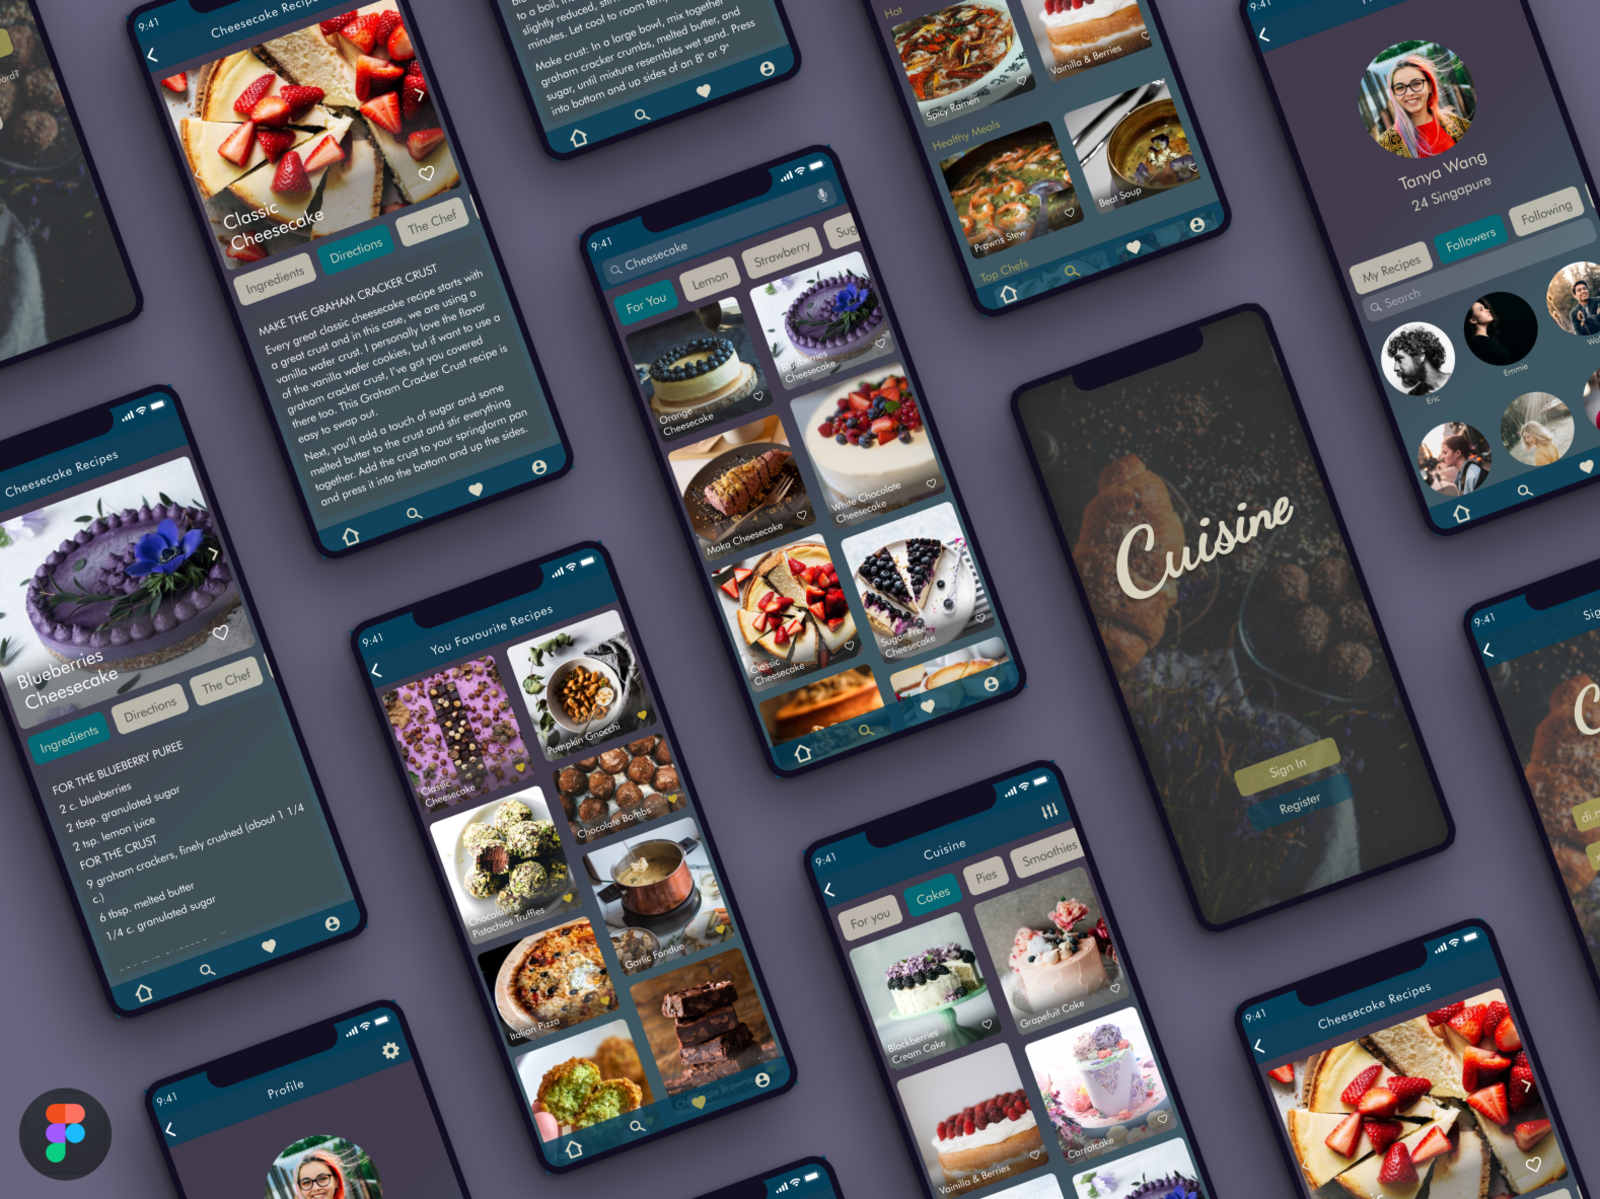 ord?
9:41
Cheesecake Recipe
Classic
Cheesecake
Ingredients
Directions
The Chef
MAKE THE GRAHAM CRACKER CRUST
Every great classic cheesecake recipe starts with
a great crust and in this case, we are using a
vanilla wafer crust. I personally love the flavor
of the vanilla wafer cookies, but if want to use a
graham cracker crust, I've got you covered
there too. This Graham Cracker Crust recipe is
easy to swap out.
Next, you'll add a touch of sugar and some
melted butter to the crust and stir everything
together. Add the crust to your springform pan
and press it into the bottom and up the sides.
to a boil,
slightly reduced,
minutes. Let cool to room
Make crust: In a large bowl, mix together
graham cracker crumbs, melted butter, and
sugar, until mixture resembles wet sand. Press
into bottom and up sides of an 8" or 9"
Hot
Spicy Ramen
Vainilla & Berries
Healthy Meals
Prawns Stew
Beat Soup
Top Chefs
9:41
Tanya Wang
24 Singapure
My Recipes
Followers
Following
Search
Eric
Emmie
Cheesecake Recipes
Blueberries
Cheesecake
Ingredients
Directions
The Chef
FOR THE BLUEBERRY PUREE
2 c. blueberries
2 tbsp. granulated sugar
2 tsp. lemon juice
FOR THE CRUST
9 graham crackers, finely crushed (about 1 1/4
c.)
6 tbsp. melted butter
1/4 c. granulated sugar
9:41
Cheesecake
For You
Lemon
Strawberry
Sug
Orange
Cheesecake
Blueberries
Cheesecake
Moka Cheesecake
White Chocolate
Cheesecake
Classic
Cheesecake
Sugar Free
Cheesecake
9:41
You Favourite Recipes
Classic
Cheesecake
Pumpkin Gnocchi
Chocolate Bombs
Chocolate &
Pistachios Truffles
Garlic Fondue
Italian Pizza
Chocolate Brownie
Cuisine
Sign In
Register
9:41
Sig
C
di.n
9:41
Cuisine
For you
Cakes
Pies
Smoothies
Blackberries
Cream Cake
Grapefuit Cake
Vainilla & Berries
Carrotcake
9:41
Profile
9:41
Cheesecake Recipes